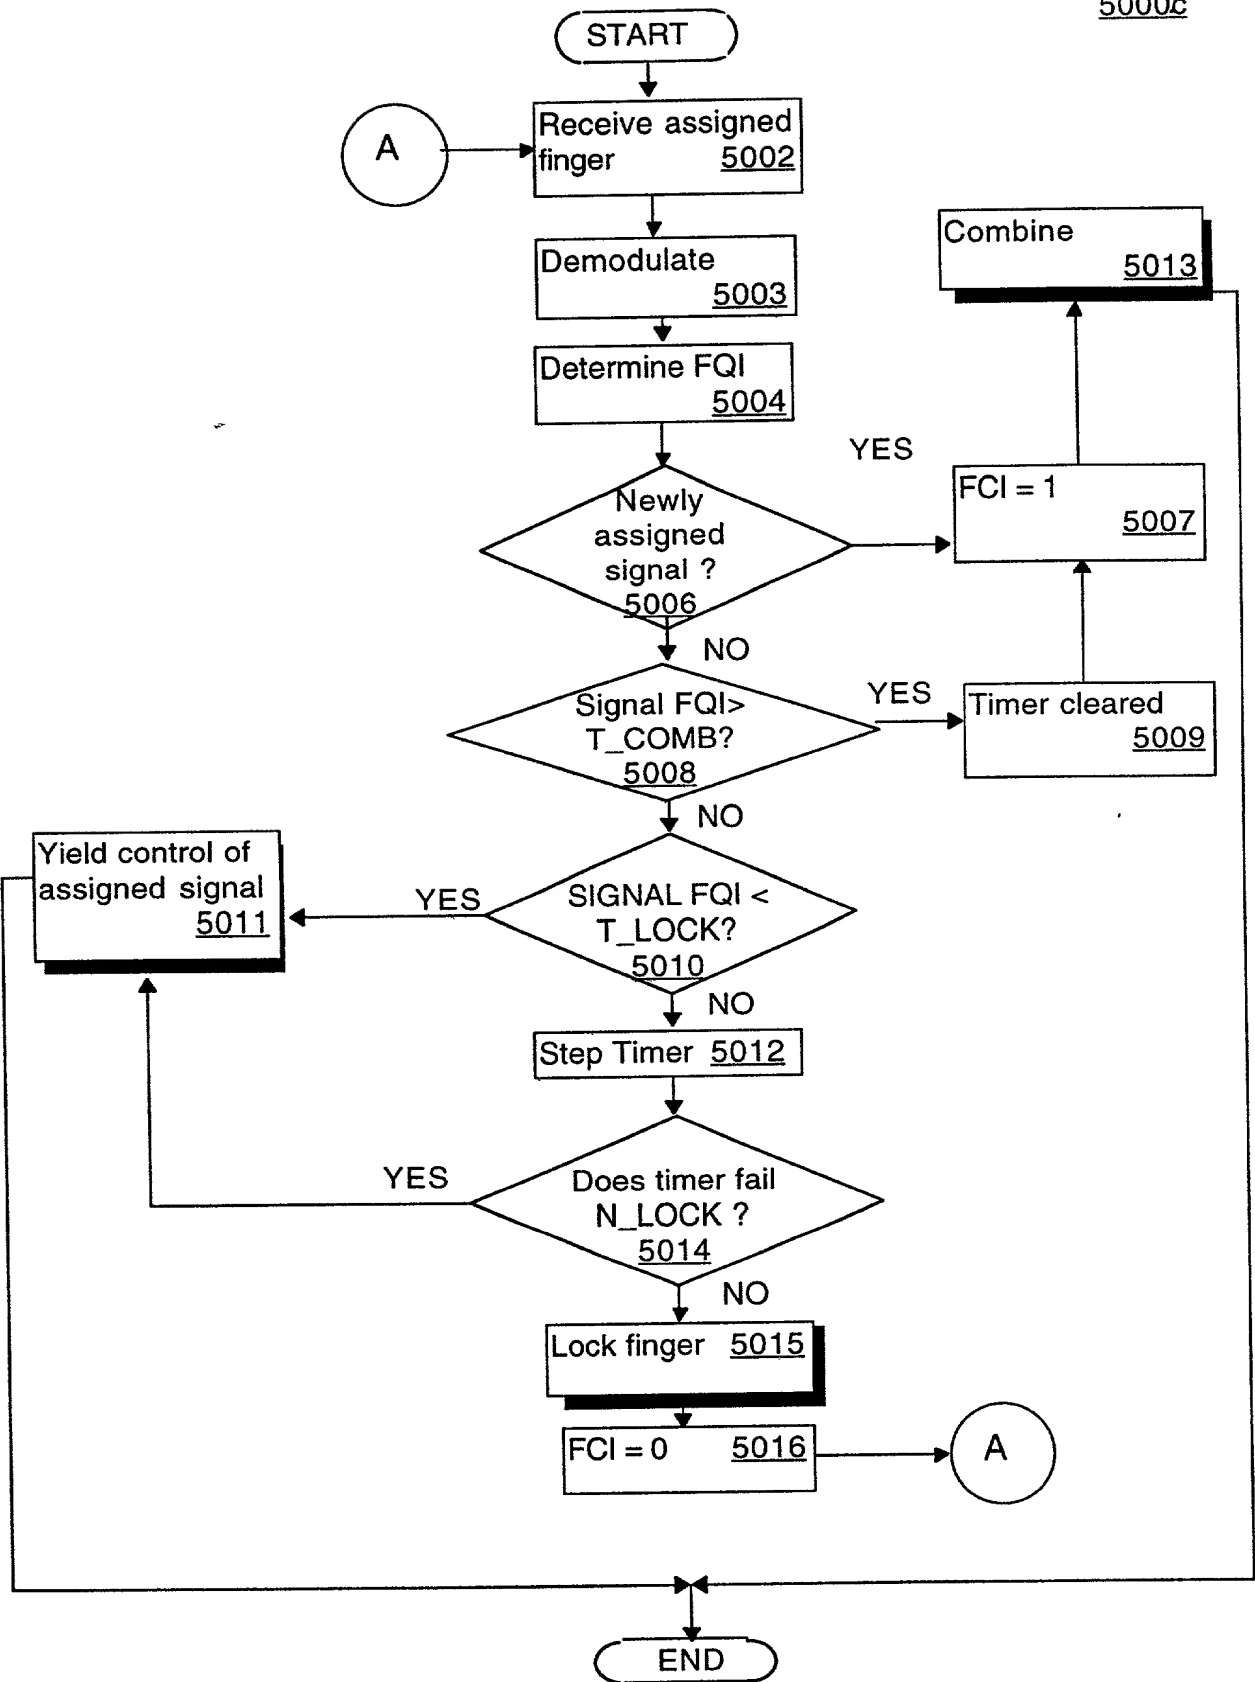 5000c
START
A
Receive assigned
finger 5002
Demodulate
5003
Combine
5013
Determine FQI
5004
YES
FCI = 1
5007
Newly
assigned
signal ?
5006
NO
Signal FQI>
T_COMB?
5008
YES
Timer cleared
5009
NO
Yield control of
assigned signal
5011
YES
SIGNAL FQI <
T_LOCK?
5010
NO
Step Timer 5012
YES
Does timer fail
N_LOCK ?
5014
NO
Lock finger 5015
FCI = 0 5016
A
END